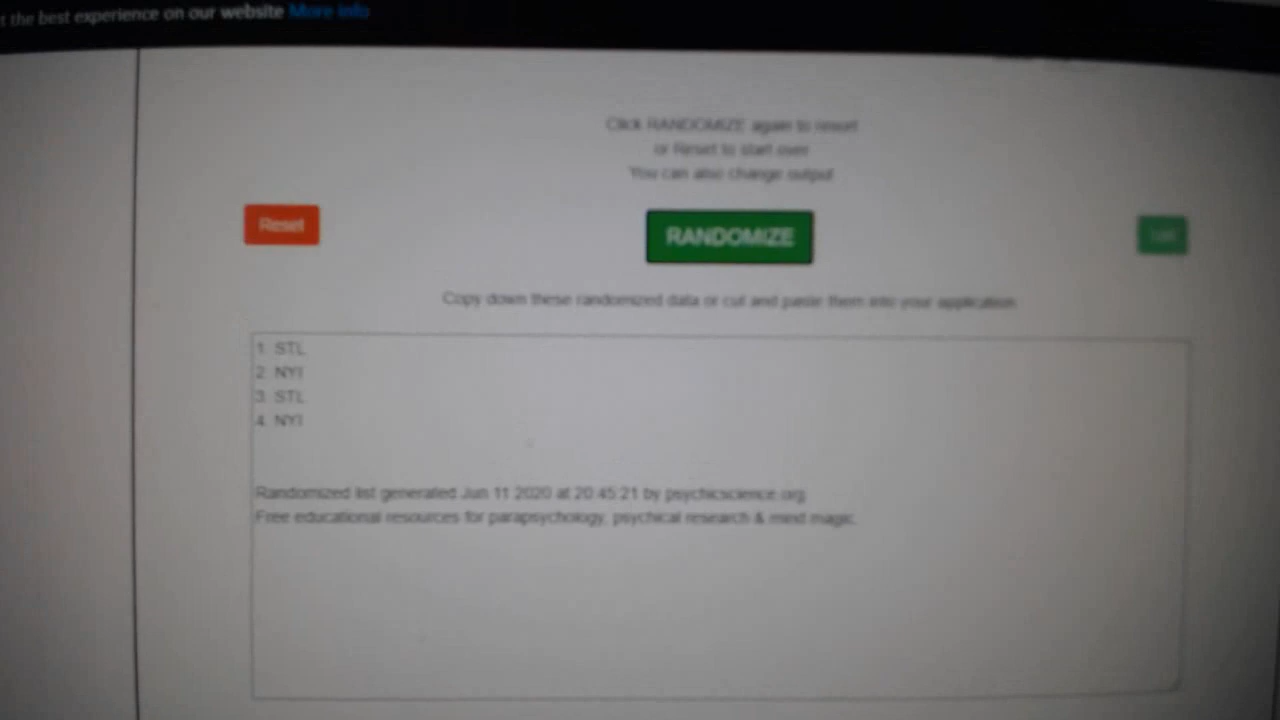 t the best experience on our website More info
Click RANDOMIZE again to resort
or Reset to start over
You can also change output
Reset
RANDOMIZE
Copy down these randomized data or cut and paste them into your application
1. STL
2. NYI
3. STL
4. NYI
Randomized list generated Jun 11 2020 at 20:45:21 by psychicscience.org
Free educational resources for parapsychology, psychical research & mind magic.